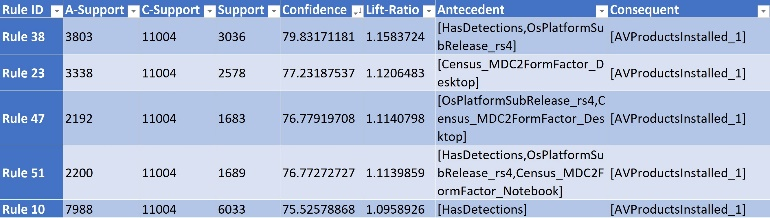 Rule ID A-Support C-Support Support Confidence Lift-Ratio Antecedent Consequent
[HasDetections,OsPlatformSu
Rule 38 3803 11004 3036 79.83171181 1.1583724 bRelease_rs4] [AVProductsInstalled_1]
[Census_MDC2FormFactor_D
Rule 23 3338 11004 2578 77.23187537 1.1206483 esktop] [AVProductsInstalled_1]
[OsPlatformSubRelease_rs4,C
Rule 47 2192 11004 1683 76.77919708 1.1140798 ensus_MDC2FormFactor_Des [AVProductsInstalled_1]
ktop]
[HasDetections,OsPlatformSu
Rule 51 2200 11004 1689 76.77272727 1.1139859 bRelease_rs4,Census_MDC2F [AVProductsInstalled_1]
ormFactor_Notebook]
Rule 10 7988 11004 6033 75.52578868 1.0958926 [HasDetections] [AVProductsInstalled_1]